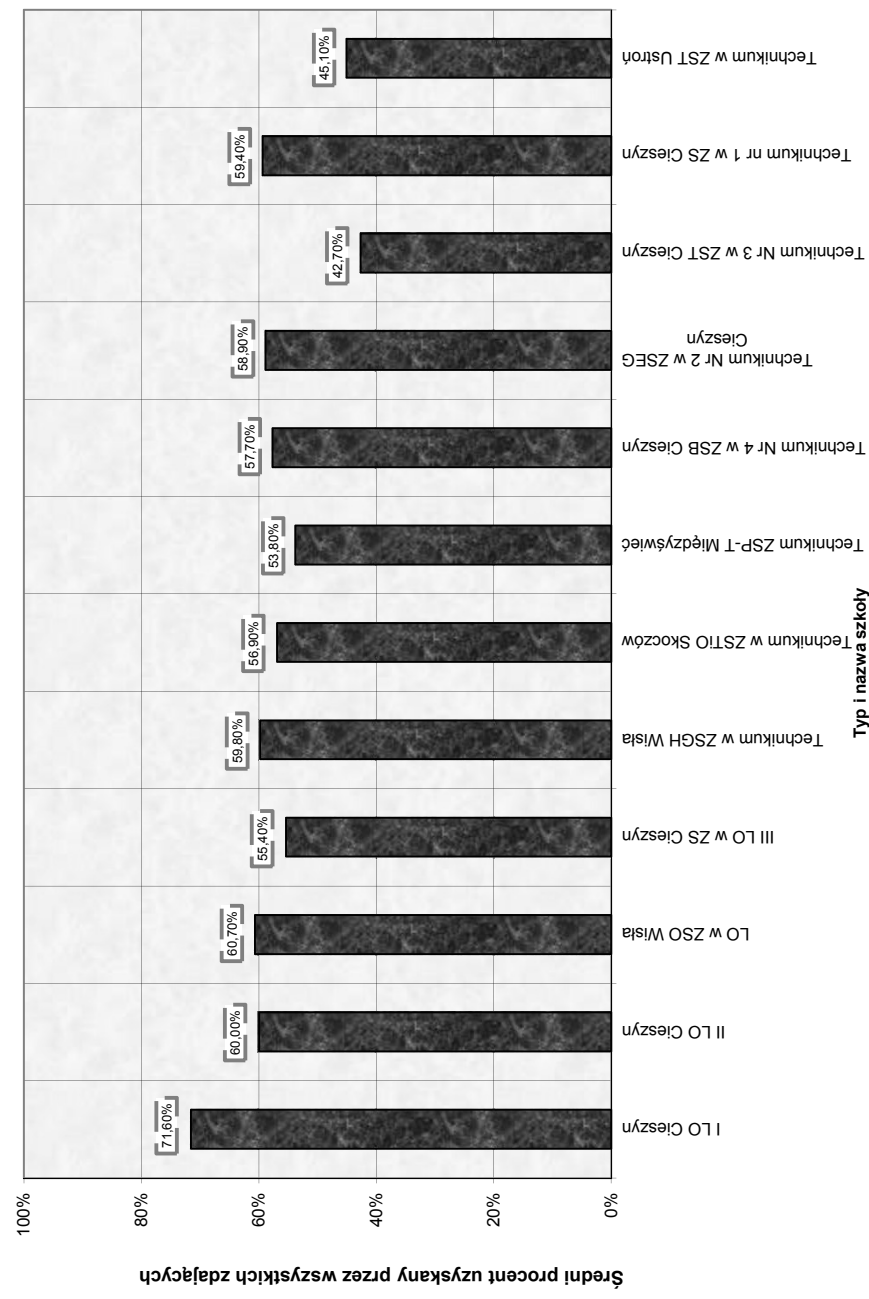 Średni procent uzyskany przez wszystkich zdających
100%
80%
60%
40%
20%
0%
71,60%
60,00%
60,70%
55,40%
59,80%
56,90%
53,80%
57,70%
58,90%
42,70%
59,40%
45,10%
I LO Cieszyn
II LO Cieszyn
LO w ZSO Wisła
III LO w ZS Cieszyn
Technikum w ZSGH Wisła
Technikum w ZSTiO Skoczów
Technikum ZSP-T Międzyświeć
Technikum Nr 4 w ZSB Cieszyn
Technikum Nr 2 w ZSEG
Cieszyn
Technikum Nr 3 w ZST Cieszyn
Technikum nr 1 w ZS Cieszyn
Technikum w ZST Ustroń
Typ i nazwa szkoły